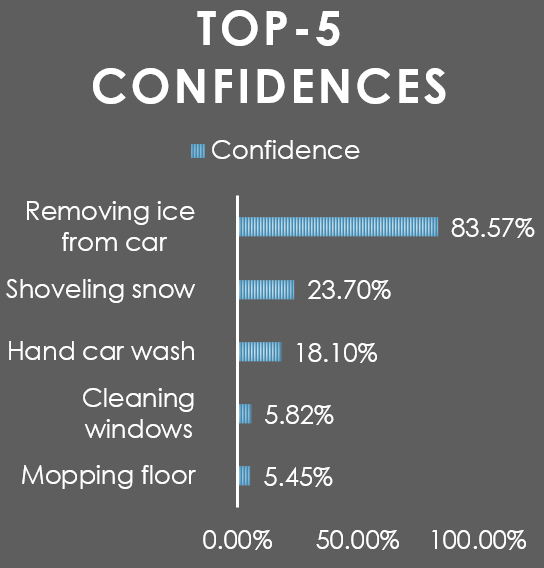 TOP-5
CONFIDENCES
Confidence
Removing ice
from car
83.57%
Shoveling snow
23.70%
Hand car wash
18.10%
Cleaning
windows
5.82%
Mopping floor
5.45%
0.00% 50.00% 100.00%